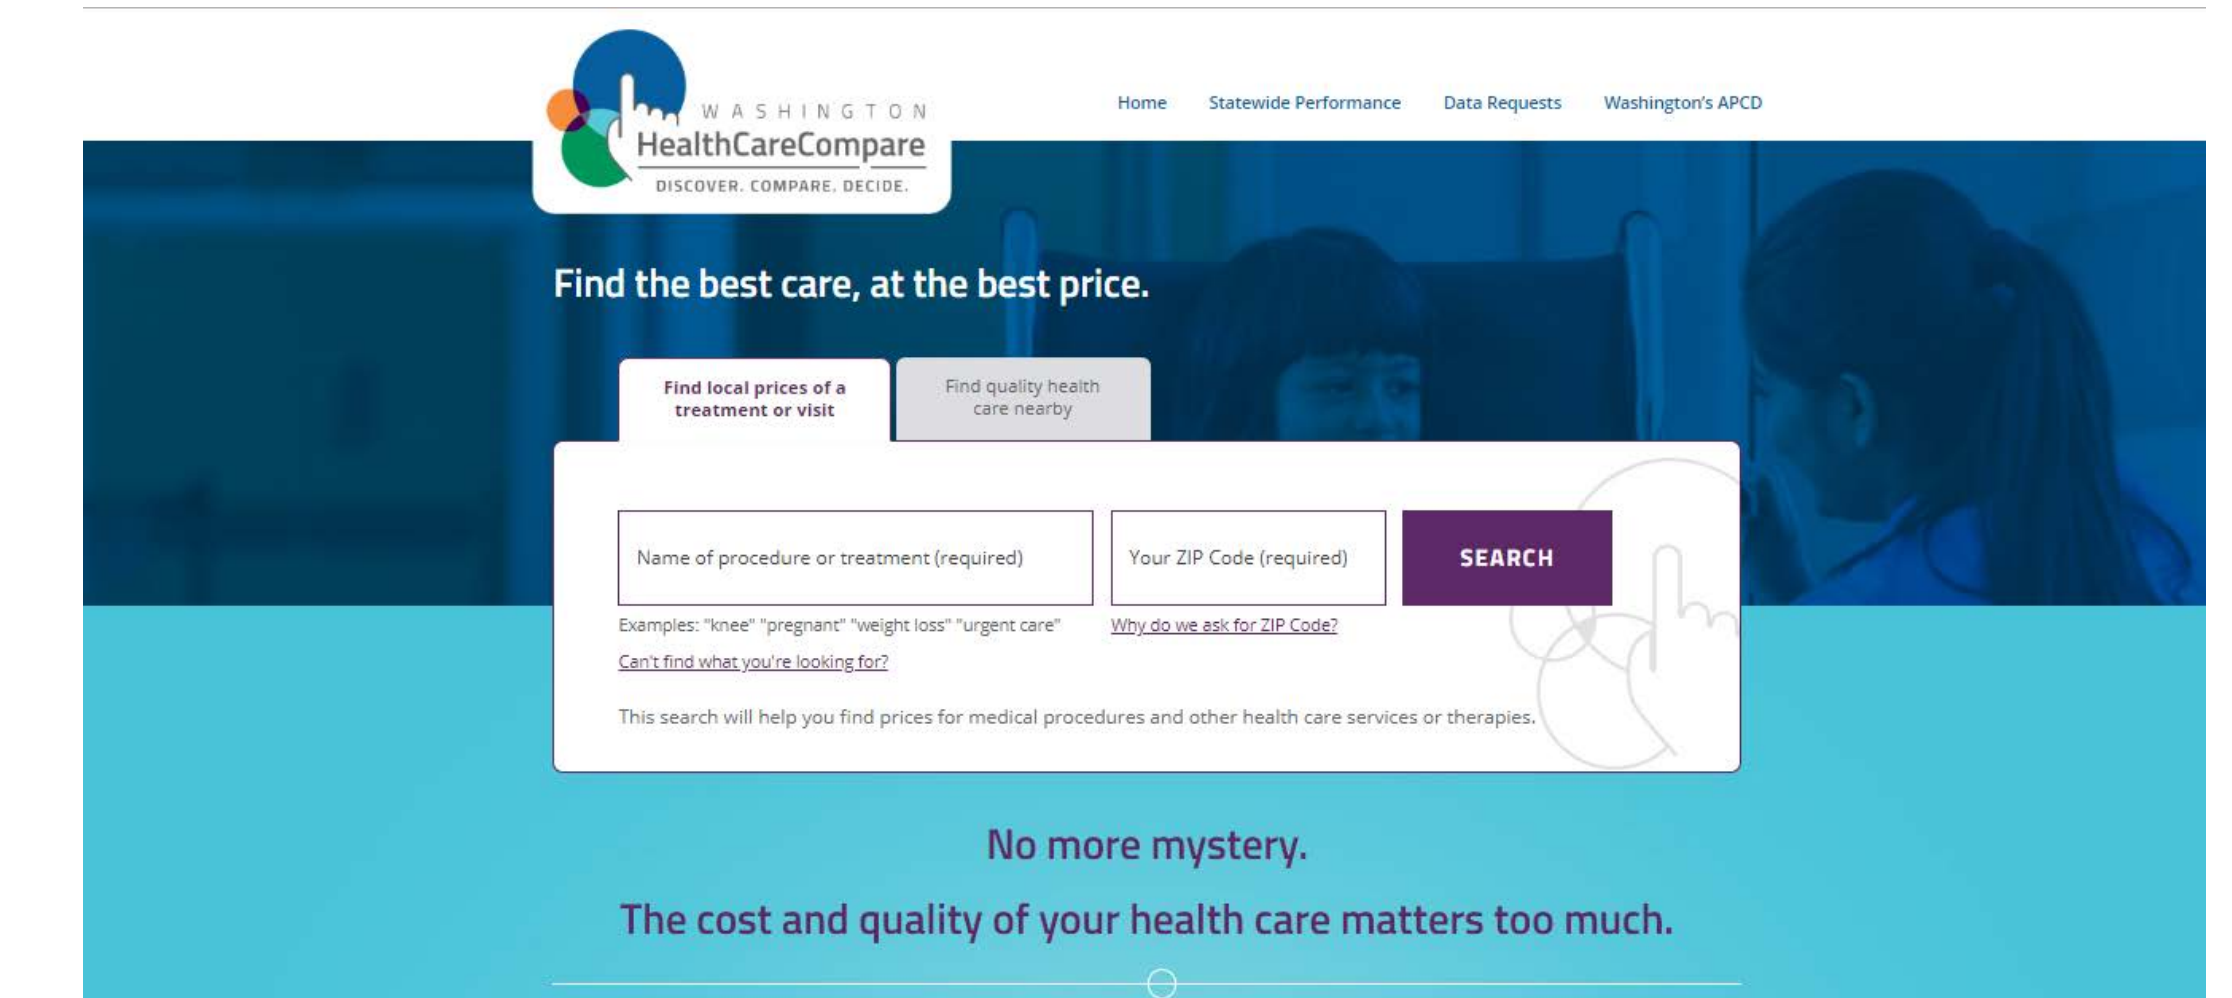 WASHINGTON
HealthCareCompare
DISCOVER. COMPARE. DECIDE.
Home Statewide Performance Data Requests Washington's APCD
Find the best care, at the best price.
Find local prices of a
treatment or visit
Find quality health
care nearby
Name of procedure or treatment (required)
Your ZIP Code (required)
SEARCH
Examples: "knee" "pregnant" "weight loss" "urgent care"
Why do we ask for ZIP Code?
Can't find what you're looking for?
This search will help you find prices for medical procedures and other health care services or therapies.
No more mystery.
The cost and quality of your health care matters too much.